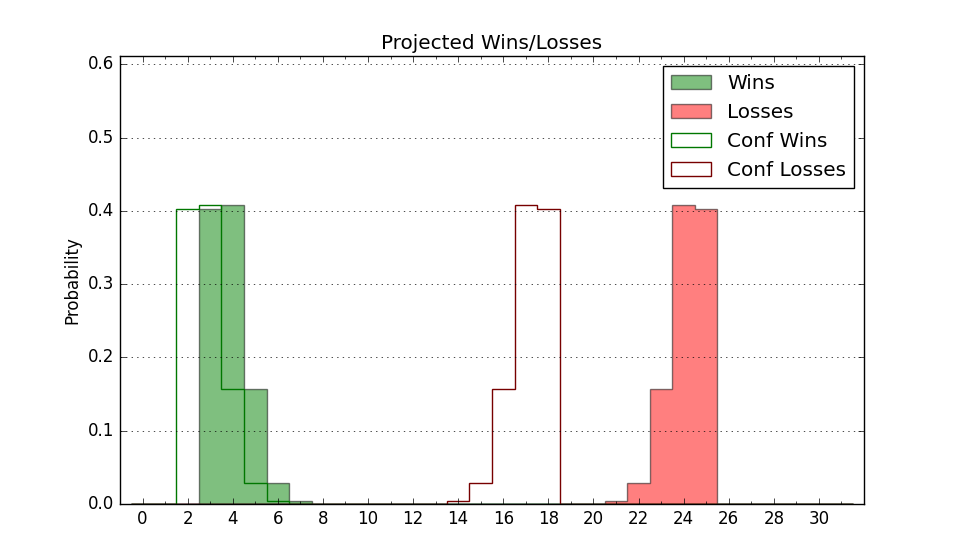 Projected Wins/Losses
Wins
Losses
Conf Wins
Conf Losses
Probability
0.6
0.5
0.4
0.3
0.2
0.1
0.0
0 2 4 6 8 10 12 14 16 18 20 22 24 26 28 30